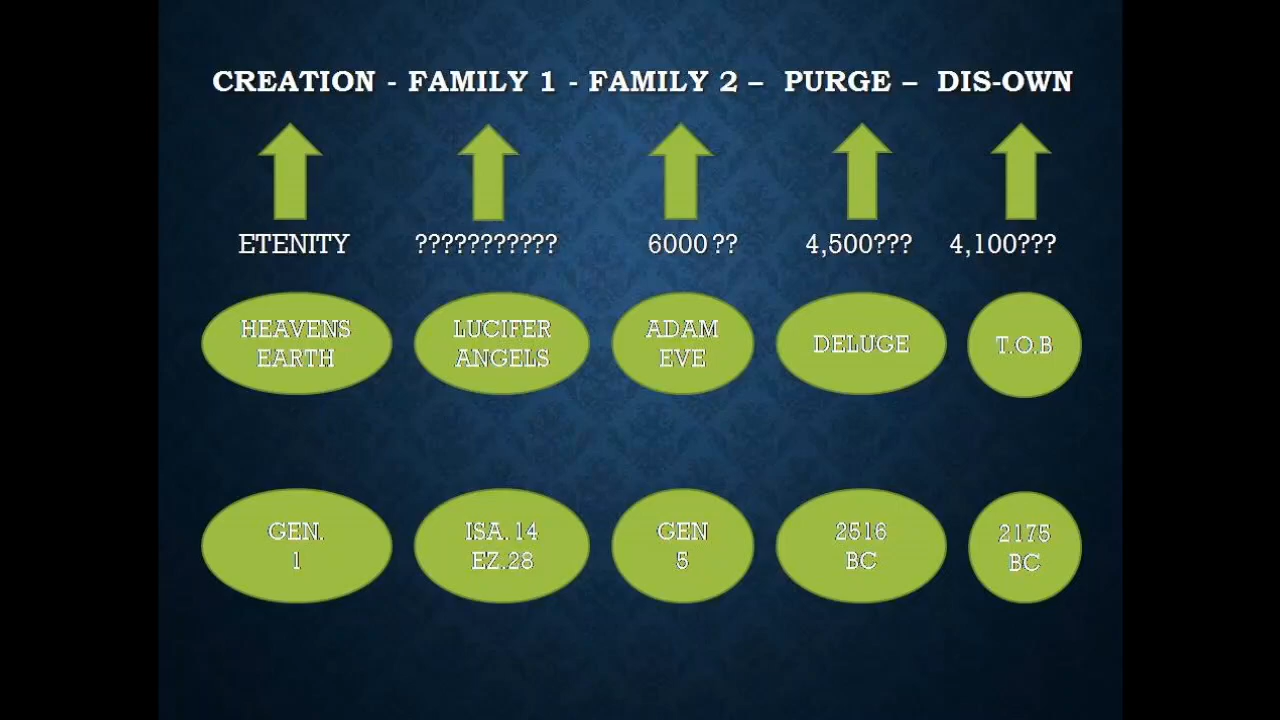 CREATION - FAMILY 1 - FAMILY 2 – PURGE – DIS-OWN
ETENITY ??????????? 6000 ?? 4,500??? 4,100???
HEAVENS
EARTH
LUCIFER
ANGELS
ADAM
EVE
DELUGE
T.O.B
GEN.
1
ISA. 14
EZ.28
GEN
5
2516
BC
2175
BC